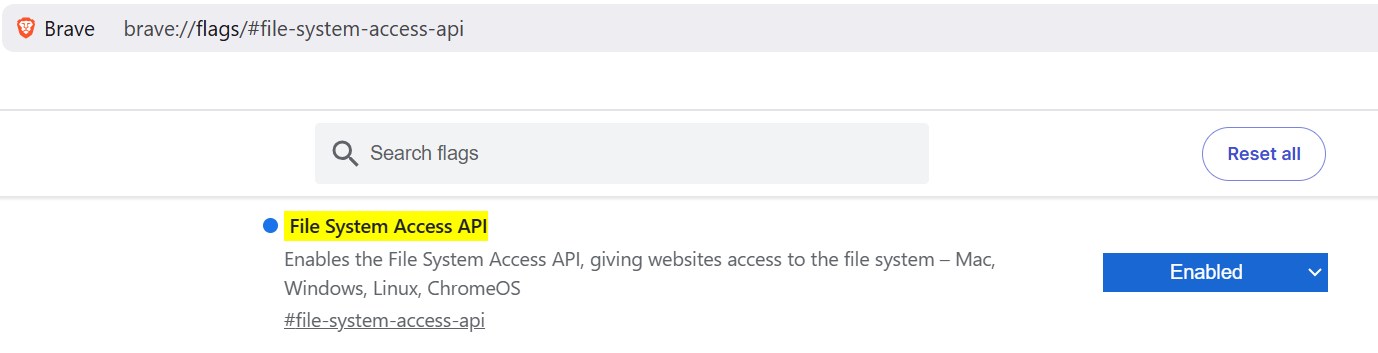 Brave brave://flags/#file-system-access-api
Search flags
Reset all
File System Access API
Enables the File System Access API, giving websites access to the file system – Mac,
Windows, Linux, ChromeOS
#file-system-access-api
Enabled